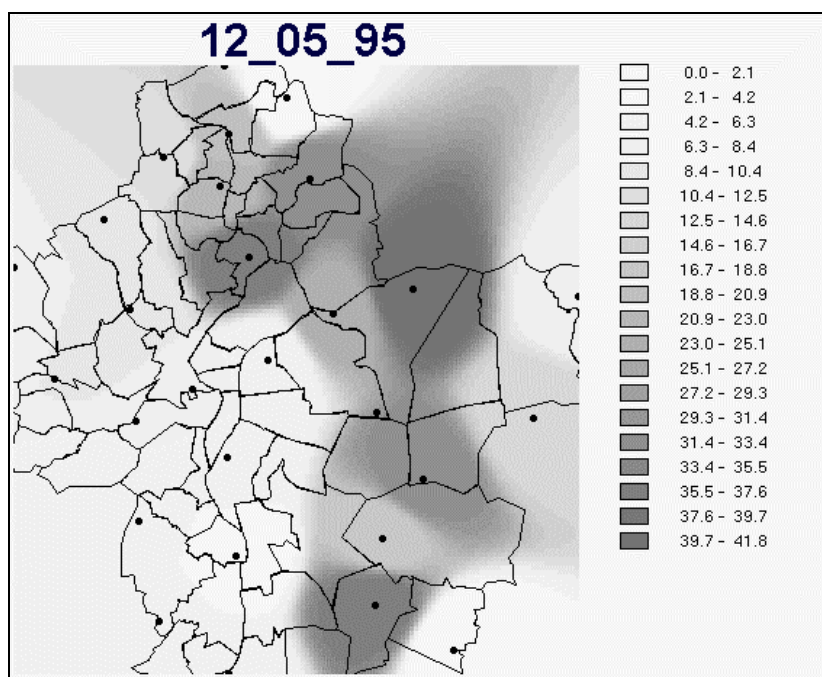 12_05_95
0.0 - 2.1
2.1 - 4.2
4.2 - 6.3
6.3 - 8.4
8.4 - 10.4
10.4 - 12.5
12.5 - 14.6
14.6 - 16.7
16.7 - 18.8
18.8 - 20.9
20.9 - 23.0
23.0 - 25.1
25.1 - 27.2
27.2 - 29.3
29.3 - 31.4
31.4 - 33.4
33.4 - 35.5
35.5 - 37.6
37.6 - 39.7
39.7 - 41.8